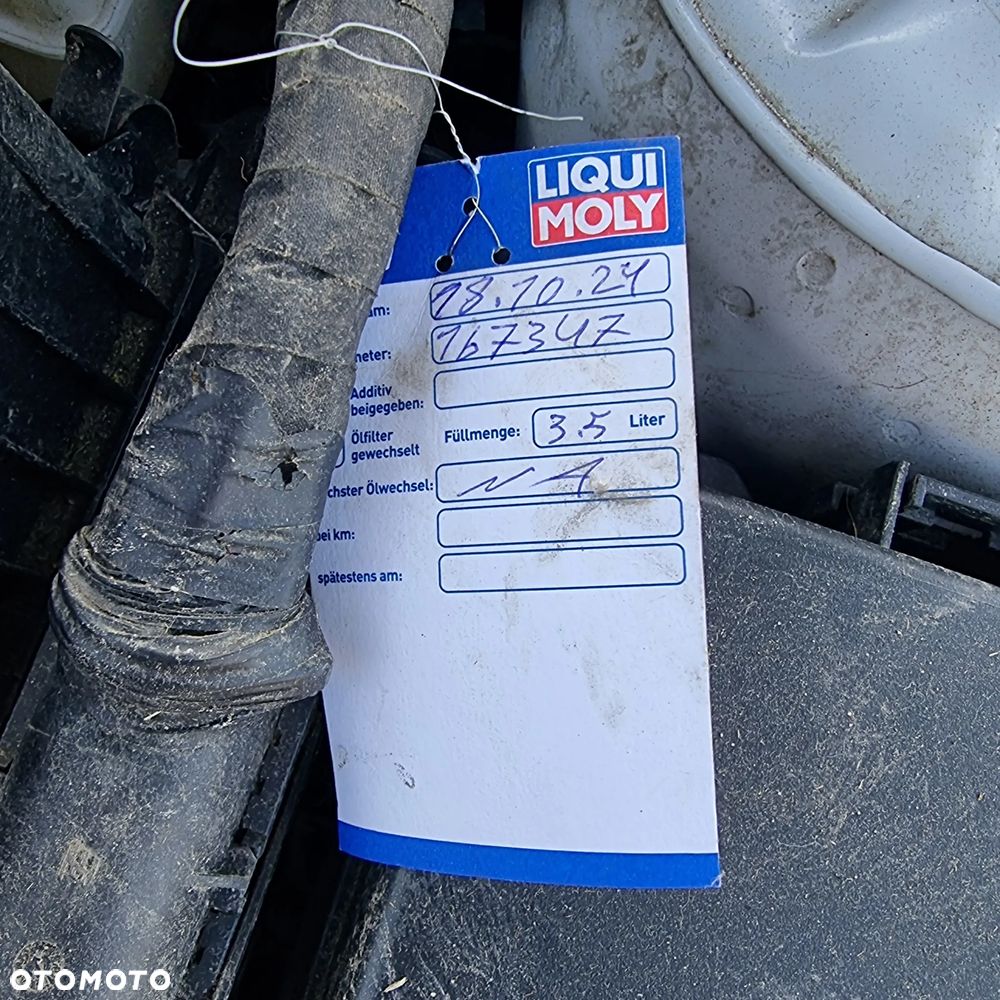 LIQUI
MOLY
am: 18.10.24
meter: 167347
Additiv
beigegeben:
Ölfilter
gewechselt
Füllmenge: 3.5 Liter
chster Ölwechsel:
bei km:
spätestens am:
OTOMOTO